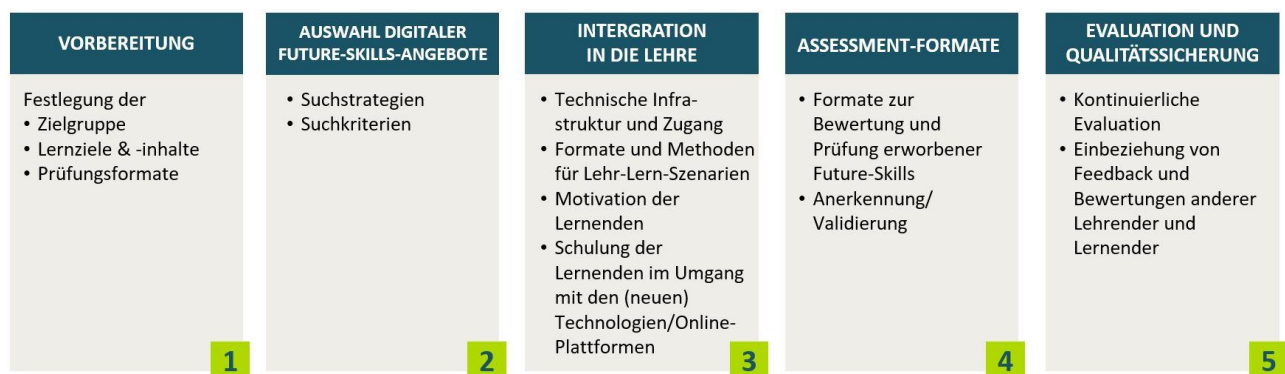 VORBEREITUNG
Festlegung der
• Zielgruppe
• Lernziele & -inhalte
• Prüfungsformate
1
AUSWAHL DIGITALER
FUTURE-SKILLS-ANGEBOTE
• Suchstrategien
• Suchkriterien
2
INTERGRATION
IN DIE LEHRE
• Technische Infra-
struktur und Zugang
• Formate und Methoden
für Lehr-Lern-Szenarien
• Motivation der
Lernenden
• Schulung der
Lernenden im Umgang
mit den (neuen)
Technologien/Online-
Plattformen
3
ASSESSMENT-FORMATE
• Formate zur
Bewertung und
Prüfung erworbener
Future-Skills
• Anerkennung/
Validierung
4
EVALUATION UND
QUALITÄTSSICHERUNG
• Kontinuierliche
Evaluation
• Einbeziehung von
Feedback und
Bewertungen anderer
Lehrender und
Lernender
5